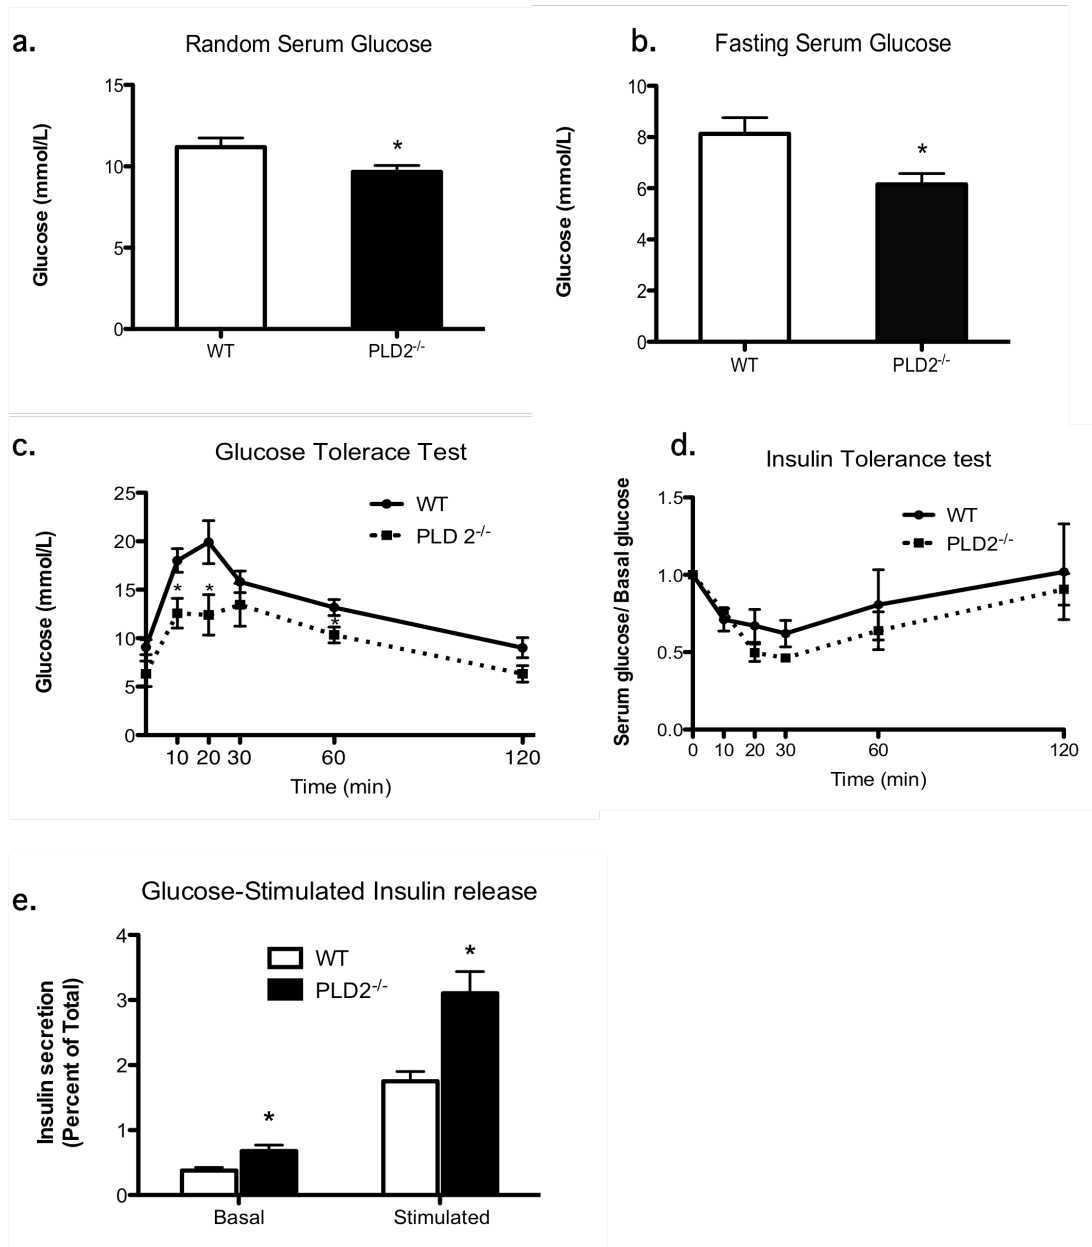 a.
Random Serum Glucose
Glucose (mmol/L)
15
10
5
0
*
WT
PLD2-/-
b.
Fasting Serum Glucose
Glucose (mmol/L)
10
8
6
4
2
0
*
WT
PLD2-/-
c.
Glucose Tolerace Test
Glucose (mmol/L)
25
20
15
10
5
0
WT
PLD 2-/-
* *
*
10 20 30 60 120
Time (min)
d.
Insulin Tolerance test
Serum glucose/ Basal glucose
1.5
1.0
0.5
0.0
WT
PLD2-/-
0 10 20 30 60 120
Time (min)
e.
Glucose-Stimulated Insulin release
Insulin secretion
(Percent of Total)
4
3
2
1
0
WT
PLD2-/-
*
*
Basal Stimulated